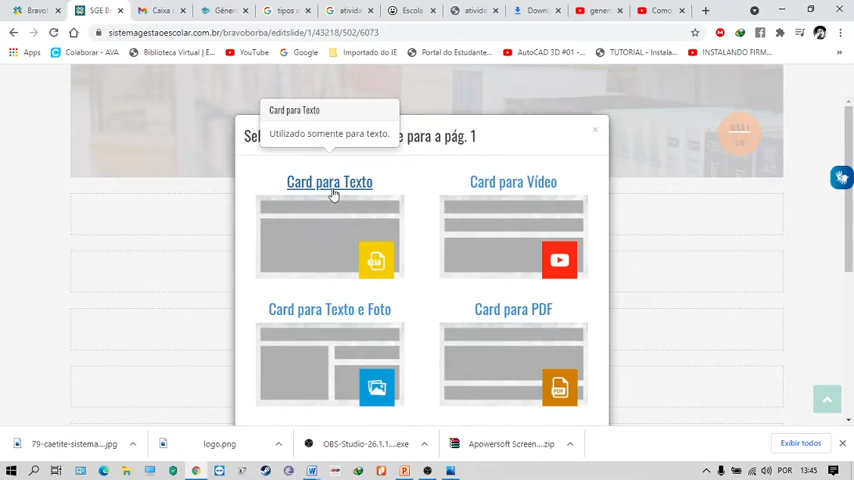 Bravo!
SGE Br
Caixa d
Gêner
tipos d
ativida
Escola
ativida
Downl
gener
Como
sistemagestaoescolar.com.br/bravoborba/editslide/1/43218/502/6073
Apps
Colaborar - AVA
Biblioteca Virtual | E...
YouTube
Google
Importado do IE
Portal do Estudante...
AutoCAD 3D #01 -...
TUTORIAL - Instala...
INSTALANDO FIRM...
Card para Texto
Utilizado somente para texto.
Sel
e para a pág. 1
×
Card para Texto
Card para Vídeo
Card para Texto e Foto
Card para PDF
PDF
79-caetite-sistema....jpg
logo.png
OBS-Studio-26.1.1....exe
Apowersoft Screen....zip
Exibir todos
POR
13:45